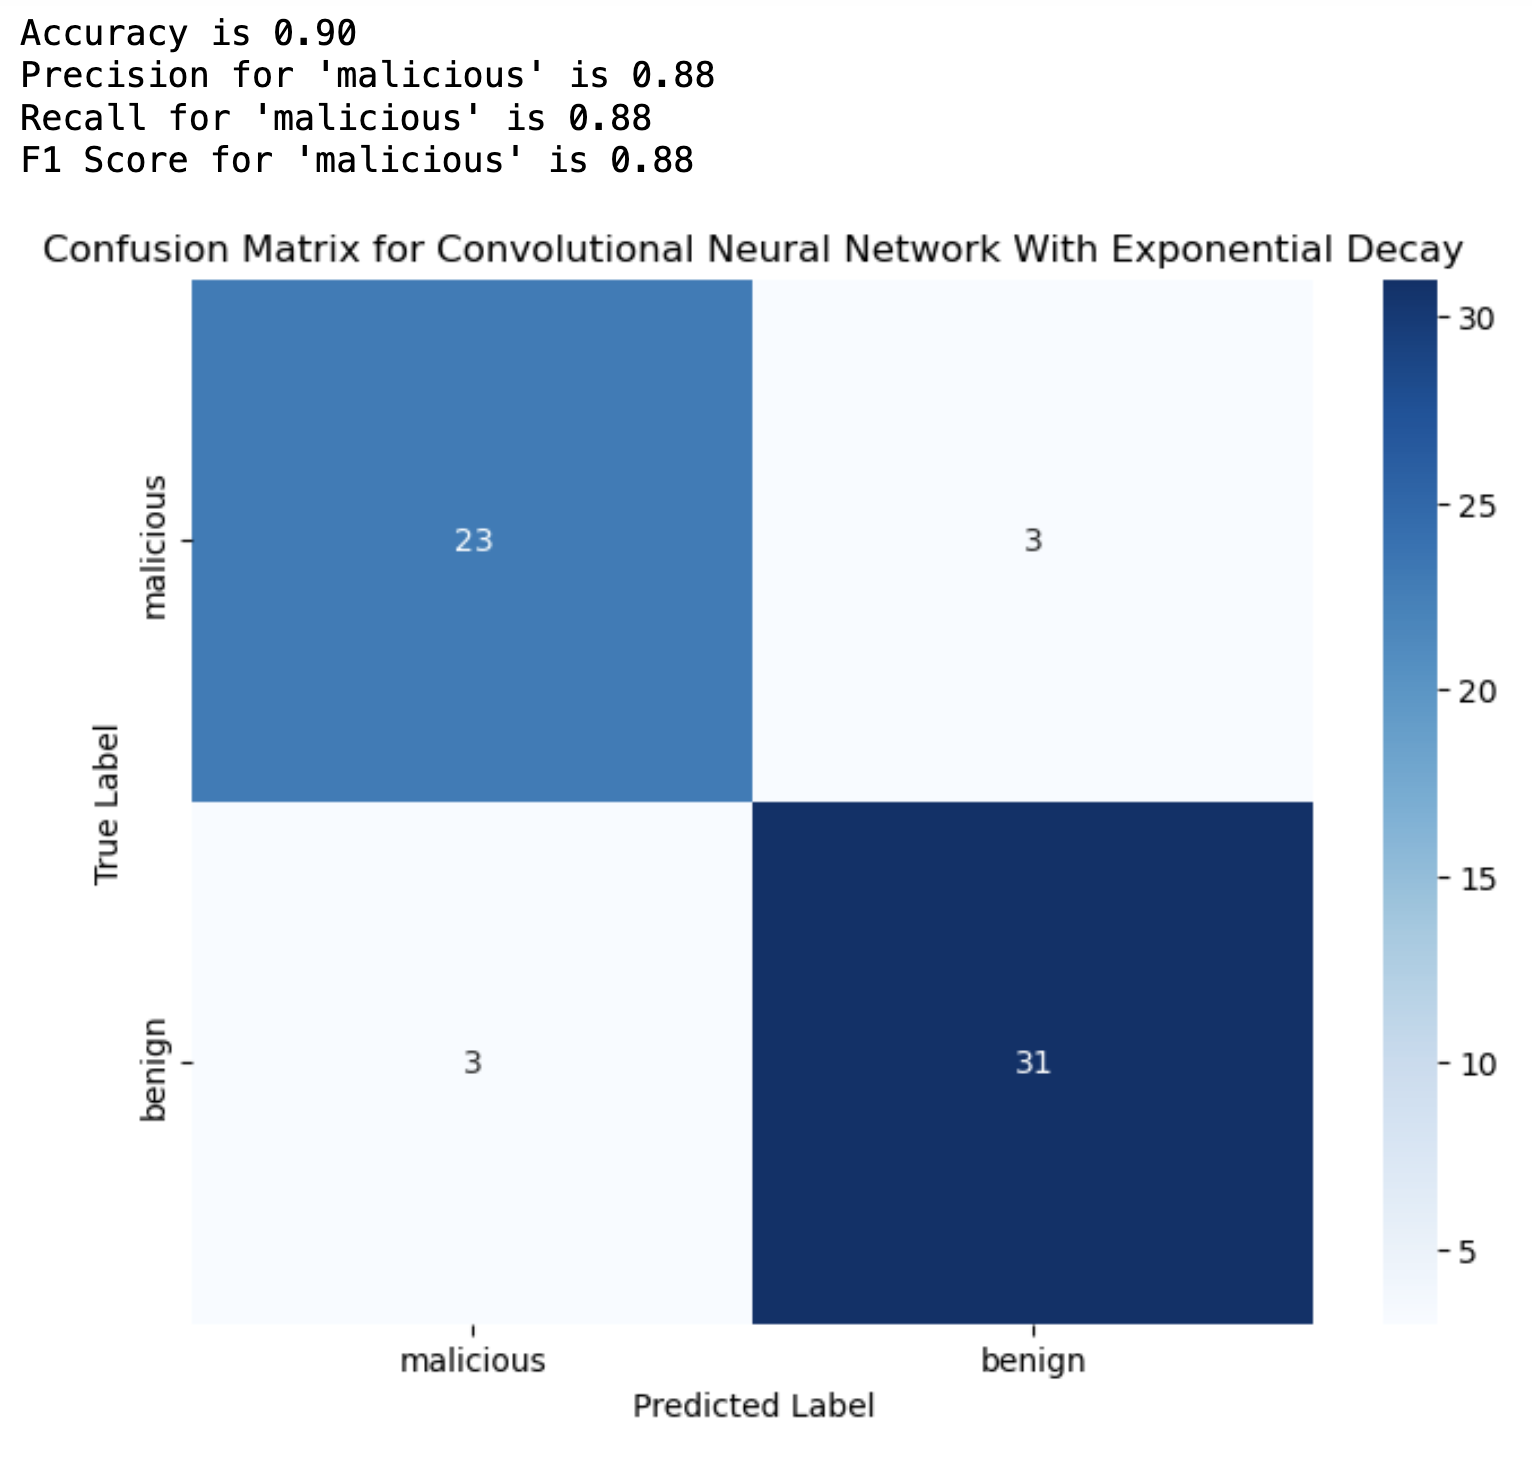 Accuracy is 0.90
Precision for 'malicious' is 0.88
Recall for 'malicious' is 0.88
F1 Score for 'malicious' is 0.88
Confusion Matrix for Convolutional Neural Network With Exponential Decay
True Label
malicious
benign
23
3
3
31
malicious
benign
Predicted Label
30
25
20
15
10
5